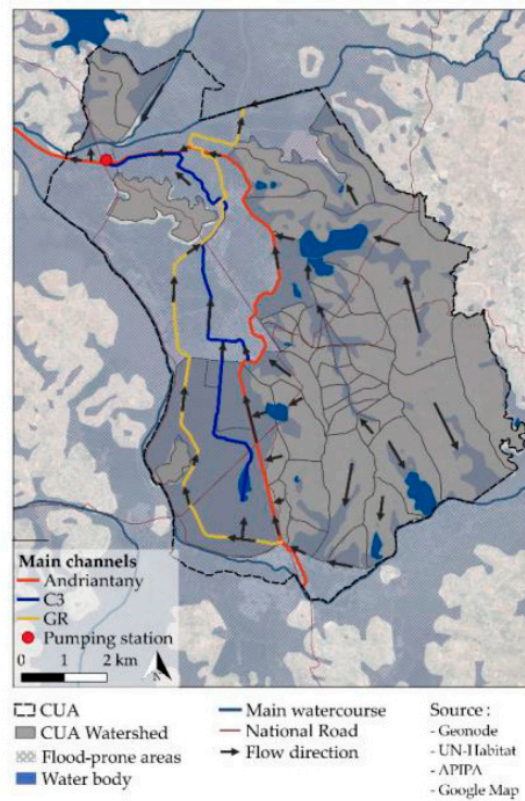 Main channels
Andriantany
C3
GR
Pumping station
0 1 2 km
N
CUA
CUA Watershed
Flood-prone areas
Water body
Main watercourse
National Road
Flow direction
Source :
- Geonode
- UN-Habitat
- APIPA
- Google Map